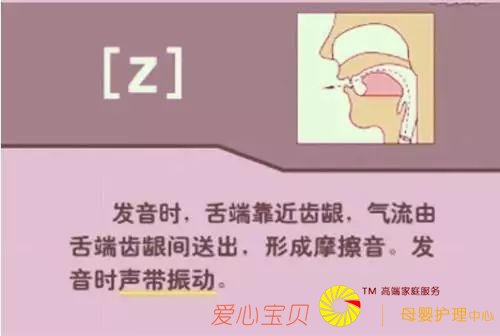 [z]
发音时，舌端靠近齿龈，气流由
舌端齿龈间送出，形成摩擦音。发
音时声带振动。
爱心宝贝
TM 高端家庭服务
母婴护理中心